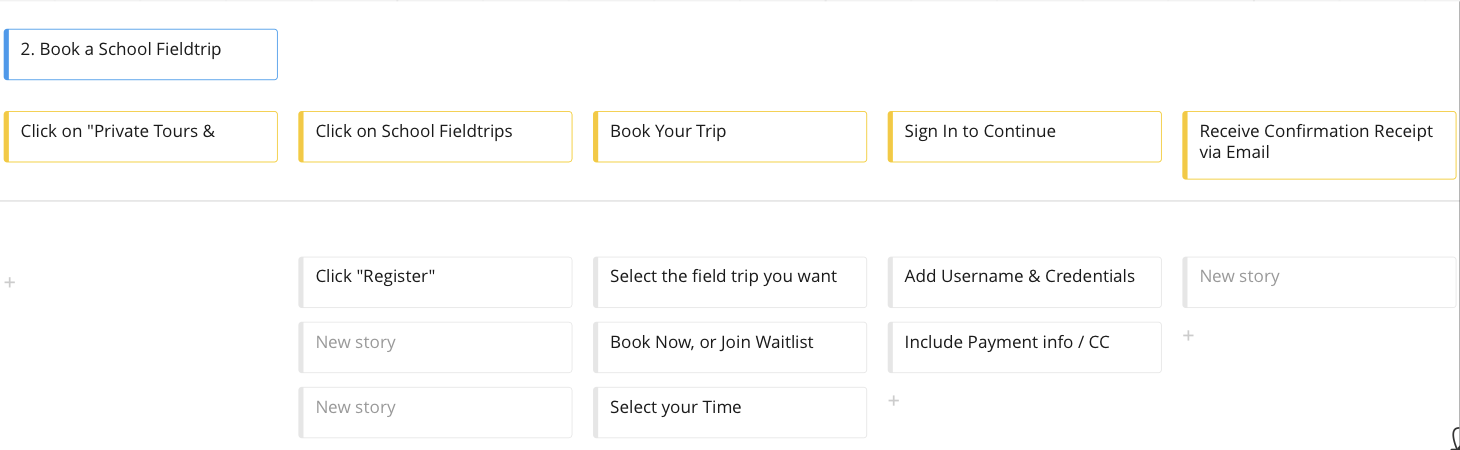 2. Book a School Fieldtrip
Click on "Private Tours &
Click on School Fieldtrips
Book Your Trip
Sign In to Continue
Receive Confirmation Receipt
via Email
Click "Register"
Select the field trip you want
Add Username & Credentials
New story
New story
Book Now, or Join Waitlist
Include Payment info / CC
New story
Select your Time